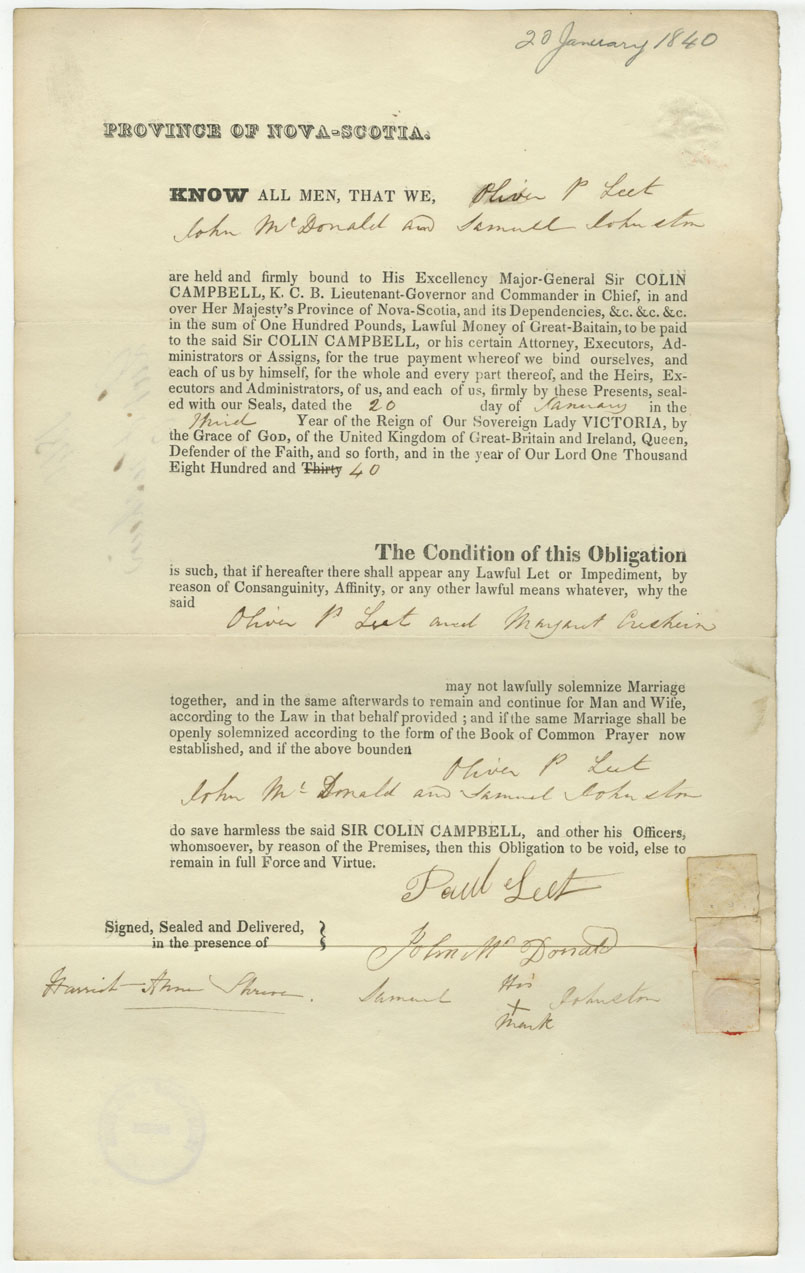 20 January 1840
PROVINCE OF NOVA-SCOTIA.
KNOW ALL MEN, THAT WE, Oliver P Leet
John Mc Donald and Samuel Johnston
are held and firmly bound to His Excellency Major-General Sir COLIN
CAMPBELL, K. C. B. Lieutenant-Governor and Commander in Chief, in and
over Her Majesty's Province of Nova-Scotia, and its Dependencies, &c. &c. &c.
in the sum of One Hundred Pounds, Lawful Money of Great-Baitain, to be paid
to the said Sir COLIN CAMPBELL, or his certain Attorney, Executors, Ad-
ministrators or Assigns, for the true payment whereof we bind ourselves, and
each of us by himself, for the whole and every part thereof, and the Heirs, Ex-
ecutors and Administrators, of us, and each of us, firmly by these Presents, seal-
ed with our Seals, dated the 20 day of January in the
third Year of the Reign of Our Sovereign Lady VICTORIA, by
the Grace of GOD, of the United Kingdom of Great-Britain and Ireland, Queen,
Defender of the Faith, and so forth, and in the year of Our Lord One Thousand
Eight Hundred and Thirty 40
The Condition of this Obligation
is such, that if hereafter there shall appear any Lawful Let or Impediment, by
reason of Consanguinity, Affinity, or any other lawful means whatever, why the
said
Oliver P Leet and Margaret
may not lawfully solemnize Marriage
together, and in the same afterwards to remain and continue for Man and Wife,
according to the Law in that behalf provided ; and if the same Marriage shall be
openly solemnized according to the form of the Book of Common Prayer now
established, and if the above bounden
Oliver P Leet
John Mc Donald and Samuel Johnston
do save harmless the said SIR COLIN CAMPBELL, and other his Officers,
whomsoever, by reason of the Premises, then this Obligation to be void, else to
remain in full Force and Virtue.
Paul Leet
Signed, Sealed and Delivered,
in the presence of
John Mc Donald
Harriet Anne Shreve. Samuel His Johnston
mark